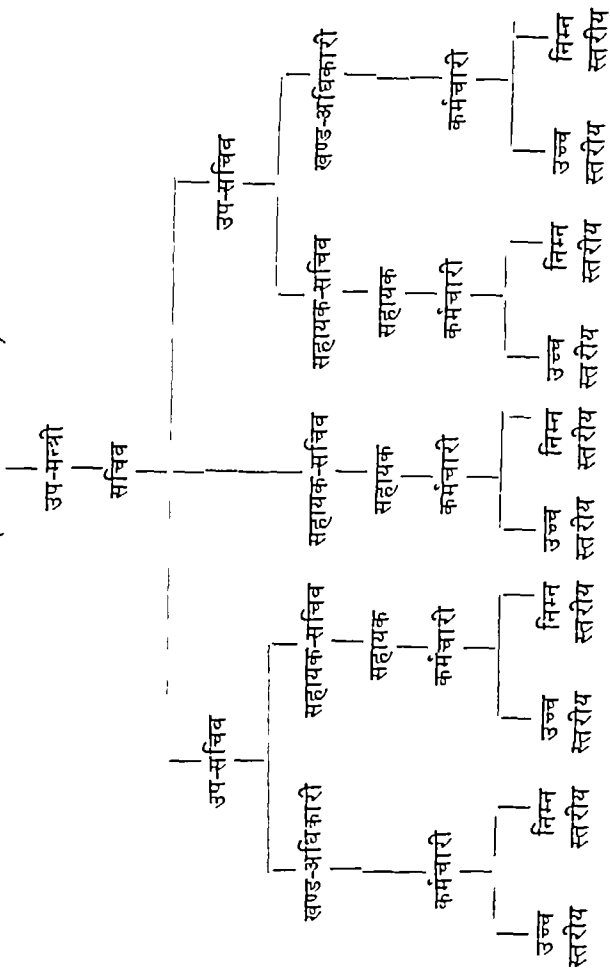 उप-मन्त्री
सचिव
उप-सचिव
उप-सचिव
खण्ड-अधिकारी
सहायक-सचिव
सहायक-सचिव
सहायक-सचिव
खण्ड-अधिकारी
सहायक
सहायक
सहायक
कर्मचारी
कर्मचारी
कर्मचारी
कर्मचारी
कर्मचारी
उच्च निम्न उच्च निम्न उच्च निम्न उच्च निम्न उच्च निम्न
स्तरीय स्तरीय स्तरीय स्तरीय स्तरीय स्तरीय स्तरीय स्तरीय स्तरीय स्तरीय